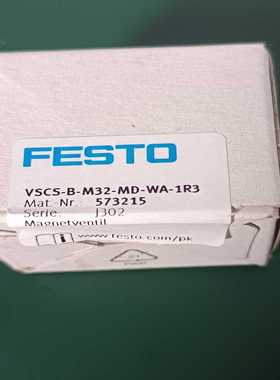 FESTO
VSCS-B-M32-MD-WA-1R3
Mat.-Nr.: 573215
Serie: J302
Magnetventil
www.festo.com/pk